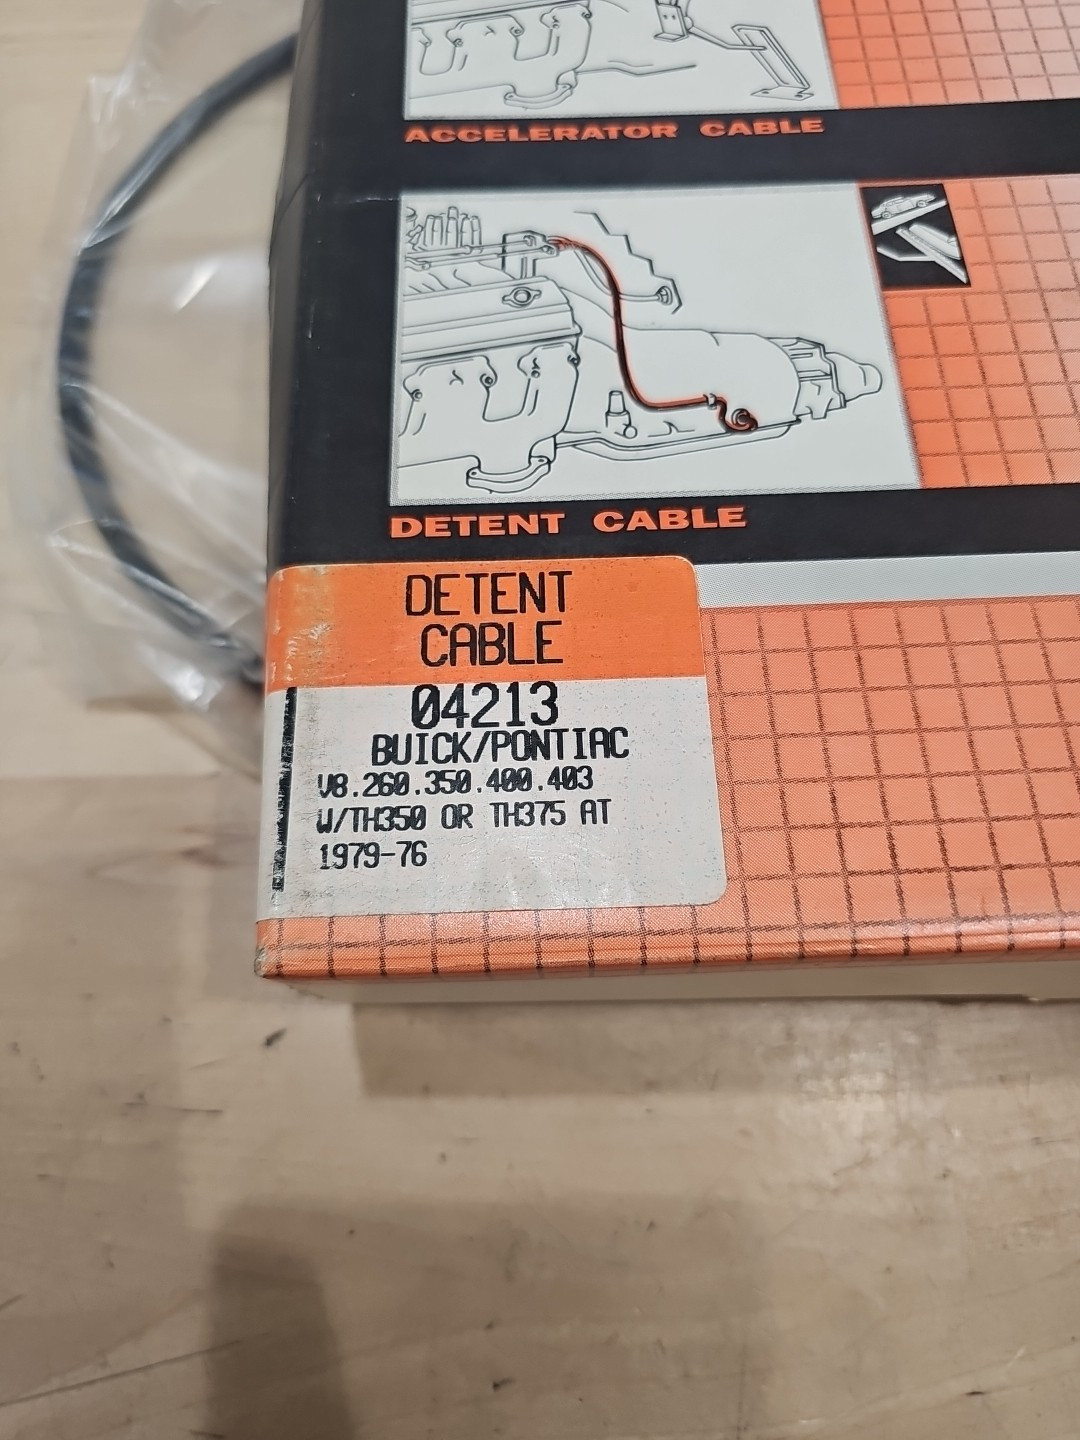 ACCELERATOR CABLE
DETENT CABLE
DETENT
CABLE
04213
BUICK/PONTIAC
V8.260.350.400.403
W/TH350 OR TH375 AT
1979-76